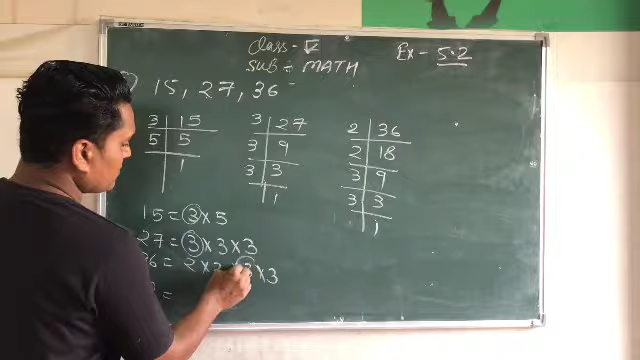 Class - V
Ex - 5.2
Sub :- MATH
15, 27, 36
3 | 15
5 | 5
1
3 | 27
3 | 9
3 | 3
1
2 | 36
2 | 18
3 | 9
3 | 3
1
15 = 3 × 5
27 = 3 × 3 × 3
36 = 2 × 2 × 3 × 3
=